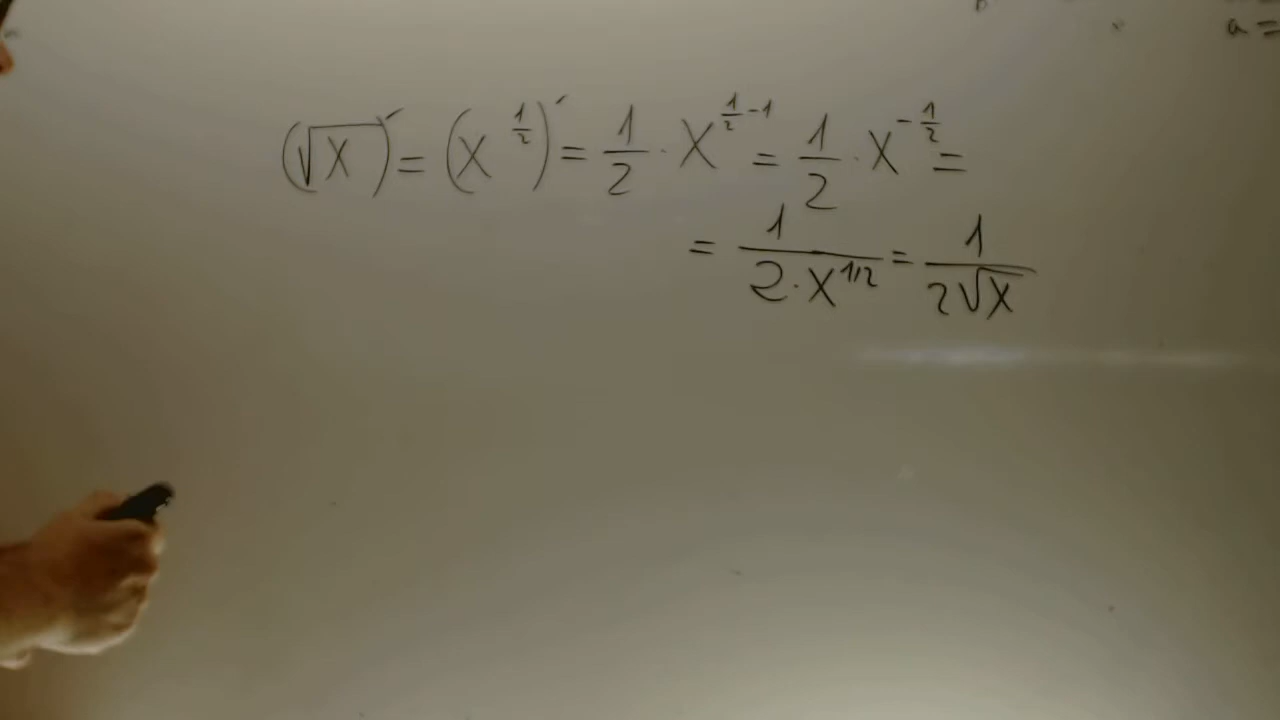 a =
(√x)′ = (x^(1/2))′ = 1/2 · x^(1/2 - 1) = 1/2 · x^(-1/2) =
= 1/(2·x^(1/2)) = 1/(2√x)